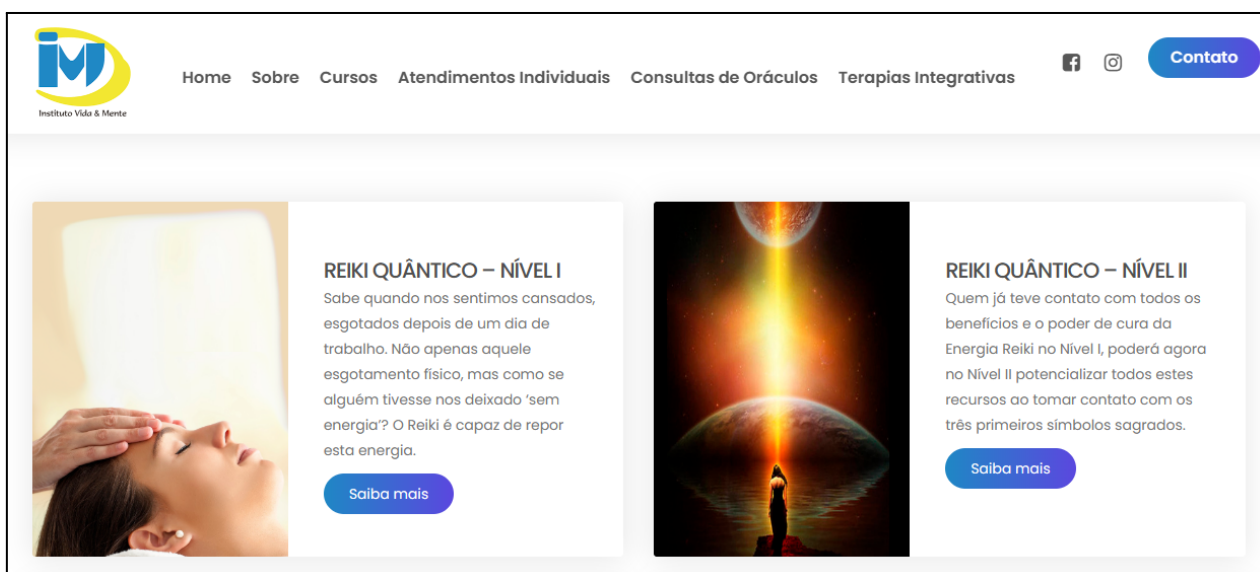 Instituto Vida & Mente
Home Sobre Cursos Atendimentos Individuais Consultas de Oráculos Terapias Integrativas
Contato
REIKI QUÂNTICO – NÍVEL I
Sabe quando nos sentimos cansados,
esgotados depois de um dia de
trabalho. Não apenas aquele
esgotamento físico, mas como se
alguém tivesse nos deixado 'sem
energia'? O Reiki é capaz de repor
esta energia.
Saiba mais
REIKI QUÂNTICO – NÍVEL II
Quem já teve contato com todos os
benefícios e o poder de cura da
Energia Reiki no Nível I, poderá agora
no Nível II potencializar todos estes
recursos ao tomar contato com os
três primeiros símbolos sagrados.
Saiba mais